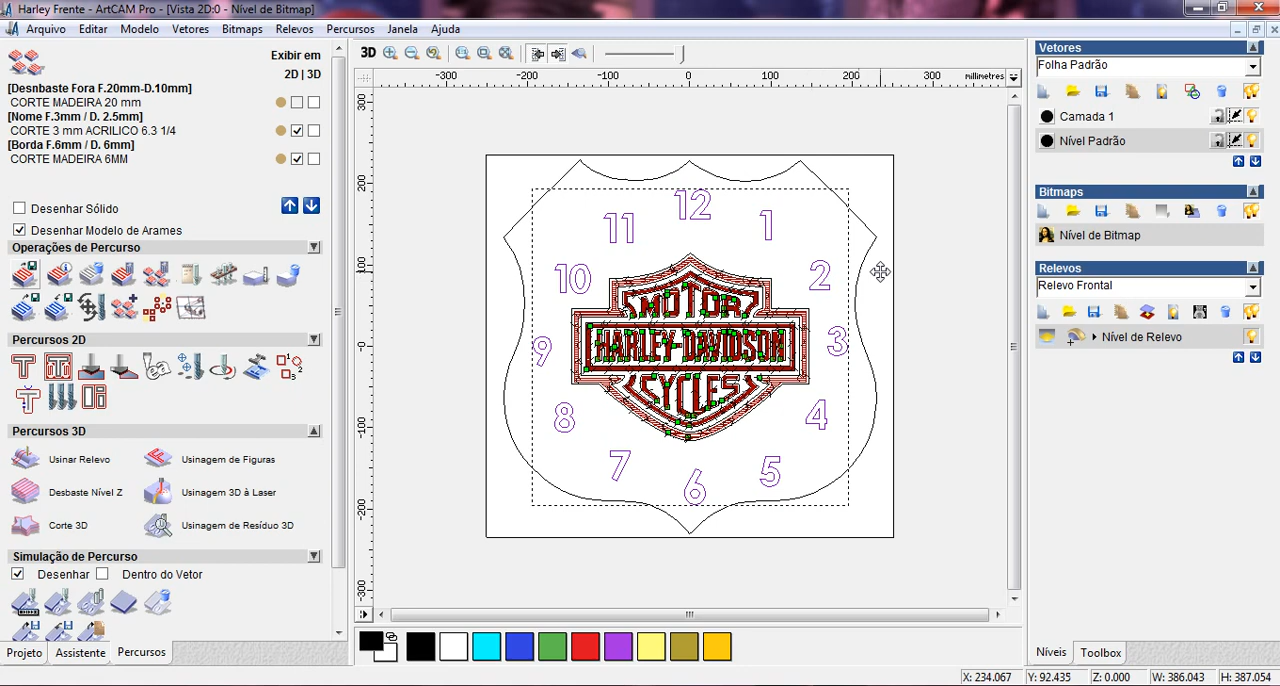 Harley Frente - ArtCAM Pro - [Vista 2D:0 - Nível de Bitmap]
Arquivo Editar Modelo Vetores Bitmaps Relevos Percursos Janela Ajuda
Exibir em
2D | 3D
[Desnbaste Fora F.20mm-D.10mm]
CORTE MADEIRA 20 mm
[Nome F.3mm / D. 2.5mm]
CORTE 3 mm ACRILICO 6.3 1/4
[Borda F.6mm / D. 6mm]
CORTE MADEIRA 6MM
Desenhar Sólido
Desenhar Modelo de Arames
Operações de Percurso
Percursos 2D
Percursos 3D
Usinar Relevo Usinagem de Figuras
Desbaste Nível Z Usinagem 3D à Laser
Corte 3D Usinagem de Resíduo 3D
Simulação de Percurso
Desenhar Dentro do Vetor
Projeto Assistente Percursos
3D
-300 -200 -100 0 100 200 300 milímetros
300
200
100
-0
-100
-200
-300
12
11 1
10 2
9 3
8 4
7 5
6
MOTOR
HARLEY-DAVIDSON
CYCLES
Vetores
Folha Padrão
Camada 1
Nível Padrão
Bitmaps
Nível de Bitmap
Relevos
Relevo Frontal
Nível de Relevo
Níveis Toolbox
X: 234.067 Y: 92.435 Z: 0.000 W: 386.043 H: 387.054